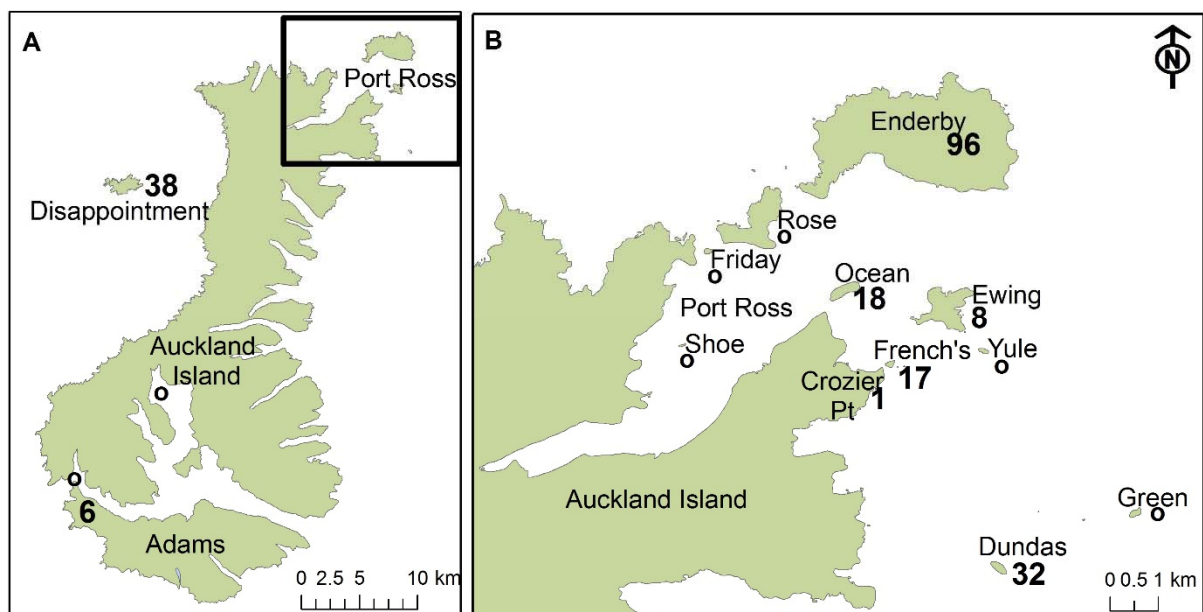 A
Port Ross
38
Disappointment
Auckland
Island
o
o
6
Adams
0 2.5 5 10 km
B
N
Enderby
96
Rose
o
Friday
o
Ocean
18
Ewing
8
Port Ross
Shoe
o
French's
17
Yule
o
Crozier
Pt
1
Auckland Island
Green
o
Dundas
32
0 0.5 1 km